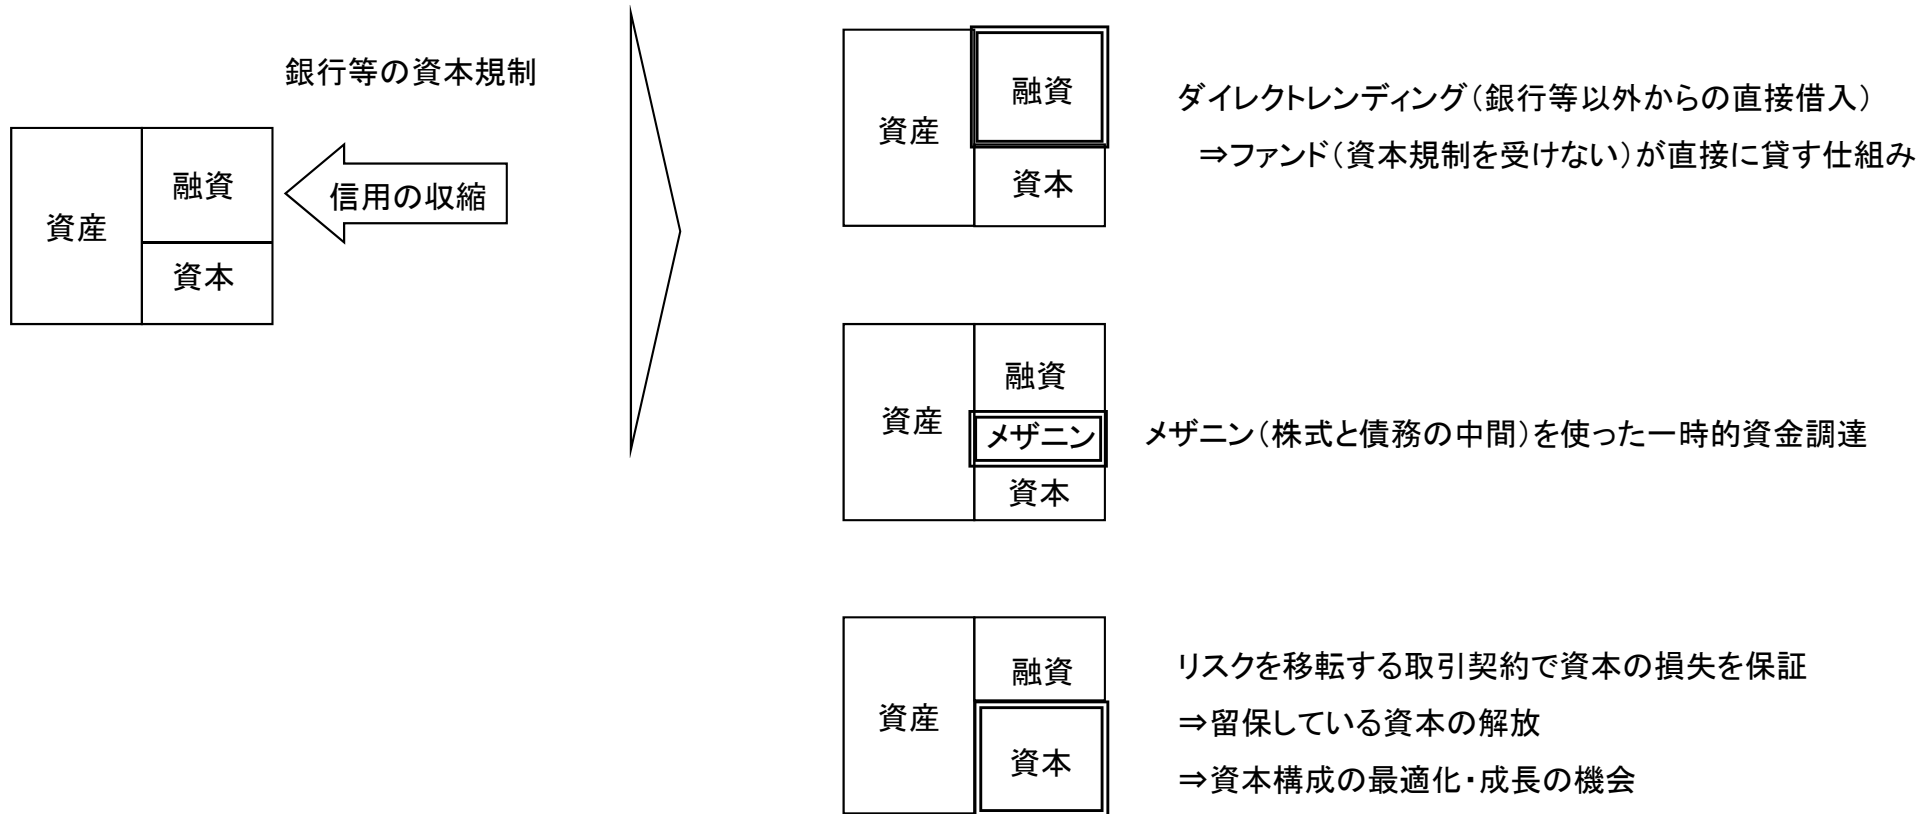 銀行等の資本規制
資産
融資
資本
信用の収縮
資産
融資
資本
ダイレクトレンディング（銀行等以外からの直接借入）
⇒ファンド（資本規制を受けない）が直接に貸す仕組み
資産
融資
メザニン
資本
メザニン（株式と債務の中間）を使った一時的資金調達
資産
融資
資本
リスクを移転する取引契約で資本の損失を保証
⇒留保している資本の解放
⇒資本構成の最適化・成長の機会